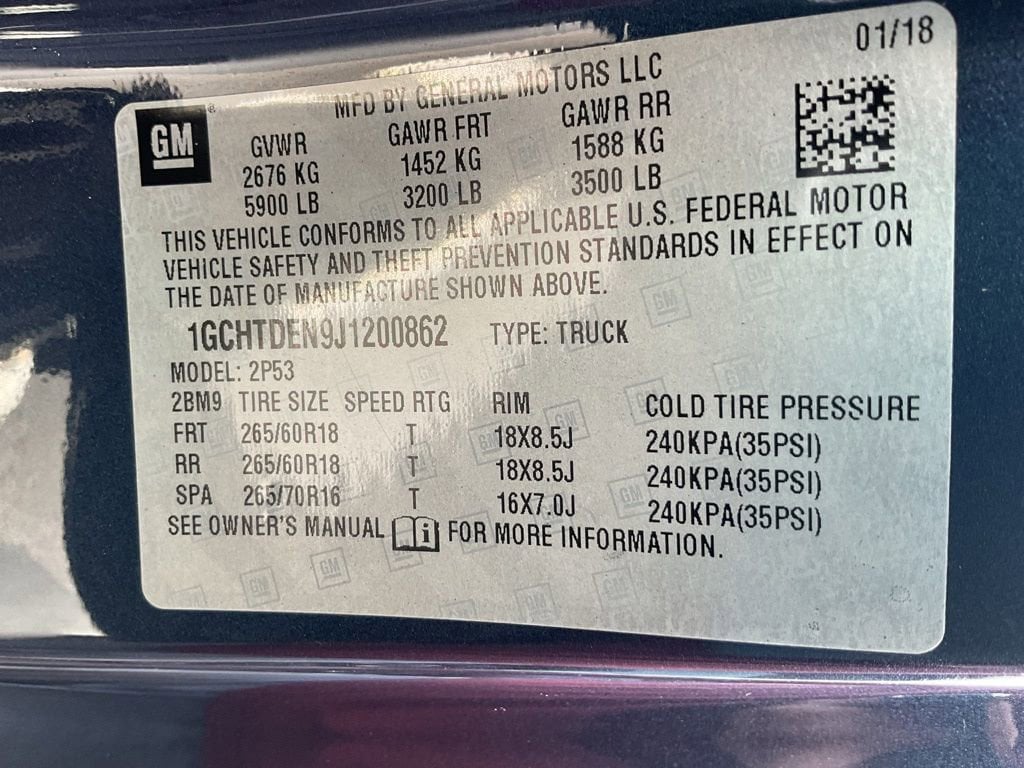 01/18
MFD BY GENERAL MOTORS LLC
GM
GVWR GAWR FRT GAWR RR
2676 KG 1452 KG 1588 KG
5900 LB 3200 LB 3500 LB
THIS VEHICLE CONFORMS TO ALL APPLICABLE U.S. FEDERAL MOTOR
VEHICLE SAFETY AND THEFT PREVENTION STANDARDS IN EFFECT ON
THE DATE OF MANUFACTURE SHOWN ABOVE.
1GCHTDEN9J1200862 TYPE: TRUCK
MODEL: 2P53
2BM9 TIRE SIZE SPEED RTG RIM COLD TIRE PRESSURE
FRT 265/60R18 T 18X8.5J 240KPA(35PSI)
RR 265/60R18 T 18X8.5J 240KPA(35PSI)
SPA 265/70R16 T 16X7.0J 240KPA(35PSI)
SEE OWNER'S MANUAL i FOR MORE INFORMATION.